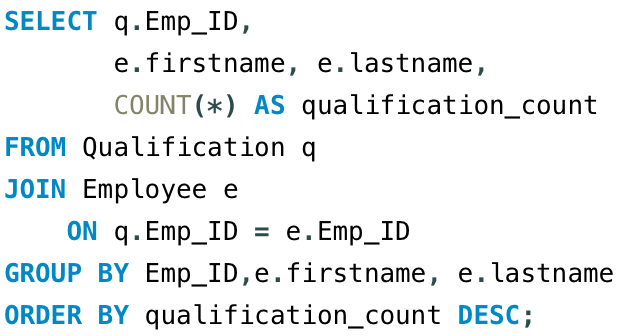 SELECT q.Emp_ID,
       e.firstname, e.lastname,
       COUNT(*) AS qualification_count
FROM Qualification q
JOIN Employee e
    ON q.Emp_ID = e.Emp_ID
GROUP BY Emp_ID,e.firstname, e.lastname
ORDER BY qualification_count DESC;